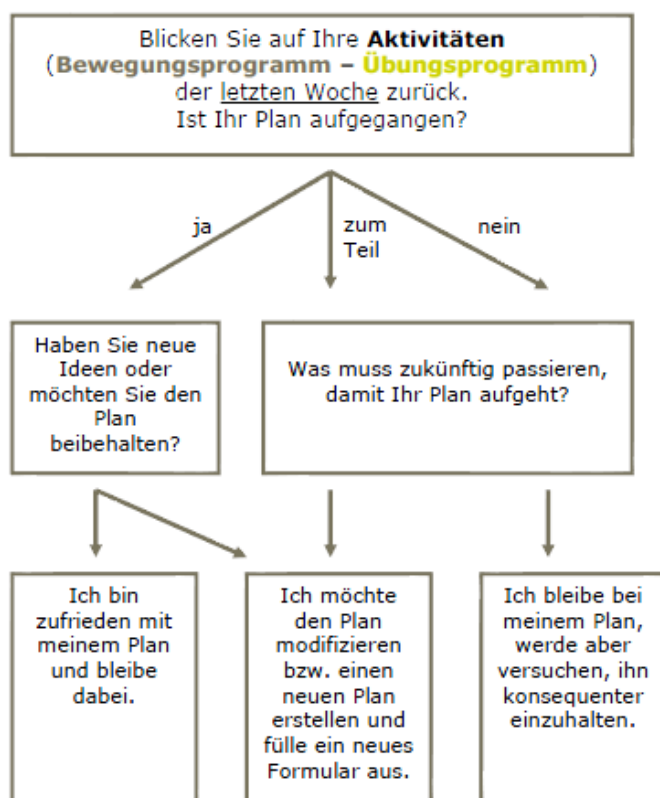 Blicken Sie auf Ihre Aktivitäten
(Bewegungsprogramm – Übungsprogramm)
der letzten Woche zurück.
Ist Ihr Plan aufgegangen?
ja
zum
Teil
nein
Haben Sie neue
Ideen oder
möchten Sie den
Plan
beibehalten?
Was muss zukünftig passieren,
damit Ihr Plan aufgeht?
Ich bin
zufrieden mit
meinem Plan
und bleibe
dabei.
Ich möchte
den Plan
modifizieren
bzw. einen
neuen Plan
erstellen und
fülle ein neues
Formular aus.
Ich bleibe bei
meinem Plan,
werde aber
versuchen, ihn
konsequenter
einzuhalten.